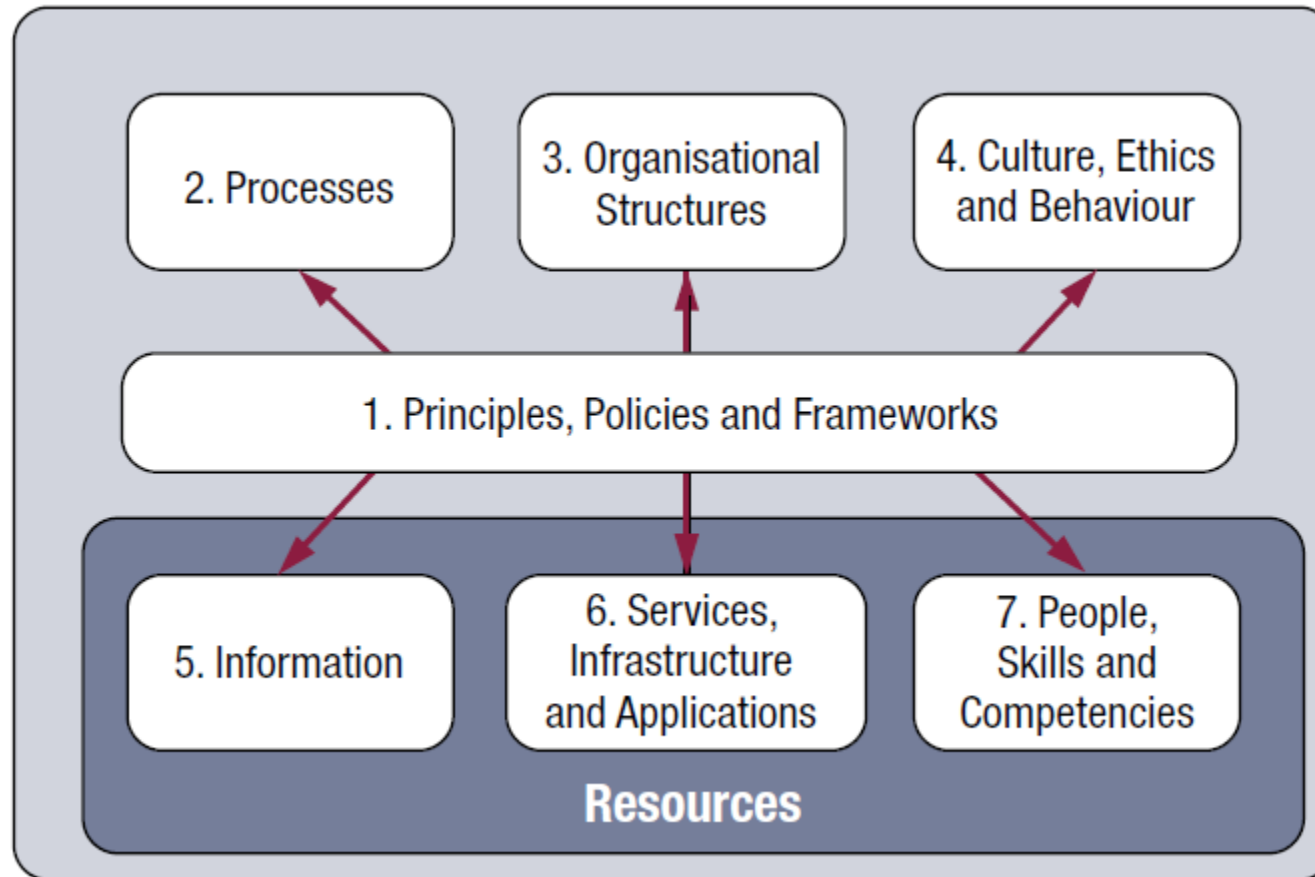 2. Processes
3. Organisational
Structures
4. Culture, Ethics
and Behaviour
1. Principles, Policies and Frameworks
5. Information
6. Services,
Infrastructure
and Applications
7. People,
Skills and
Competencies
Resources